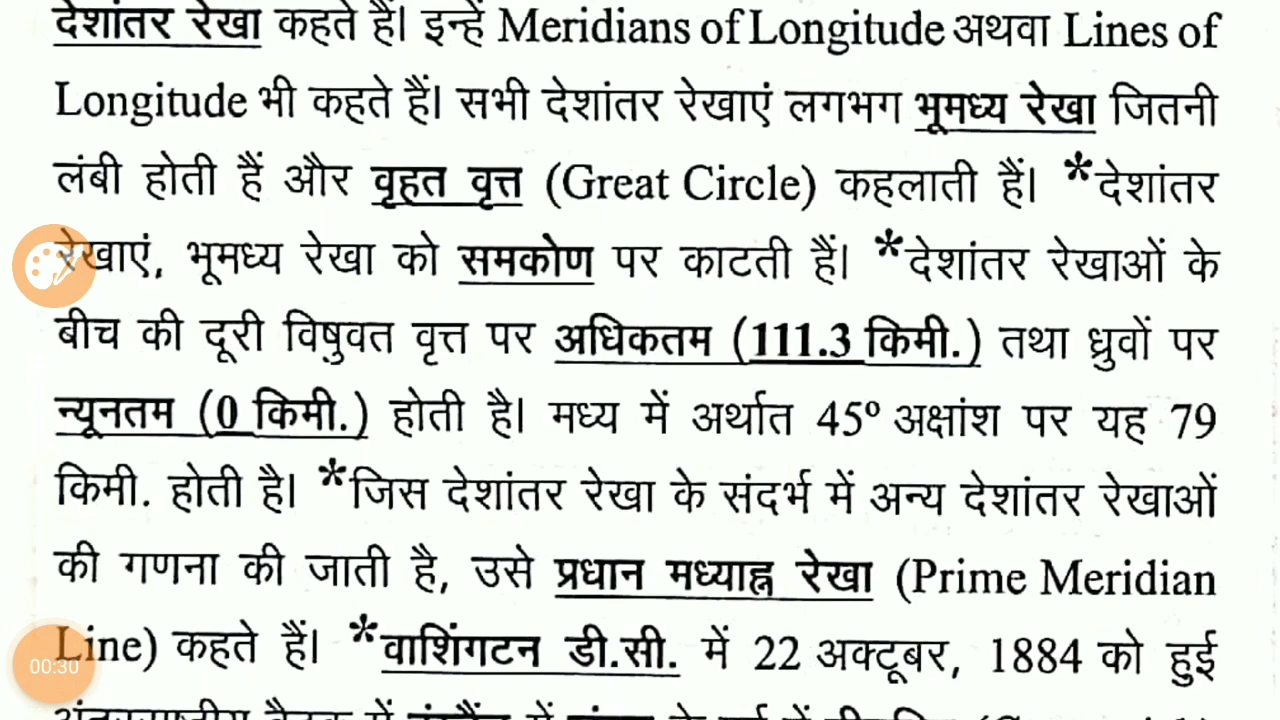 देशांतर रेखा कहते हैं। इन्हें Meridians of Longitude अथवा Lines of
Longitude भी कहते हैं। सभी देशांतर रेखाएं लगभग भूमध्य रेखा जितनी
लंबी होती हैं और वृहत वृत्त (Great Circle) कहलाती हैं। *देशांतर
रेखाएं, भूमध्य रेखा को समकोण पर काटती हैं। *देशांतर रेखाओं के
बीच की दूरी विषुवत वृत्त पर अधिकतम (111.3 किमी.) तथा ध्रुवों पर
न्यूनतम (0 किमी.) होती है। मध्य में अर्थात 45° अक्षांश पर यह 79
किमी. होती है। *जिस देशांतर रेखा के संदर्भ में अन्य देशांतर रेखाओं
की गणना की जाती है, उसे प्रधान मध्याह्न रेखा (Prime Meridian
Line) कहते हैं। *वाशिंगटन डी.सी. में 22 अक्टूबर, 1884 को हुई
00:30